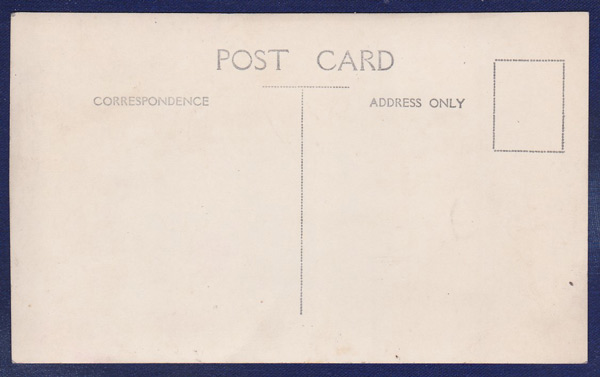 POST CARD
CORRESPONDENCE
ADDRESS ONLY